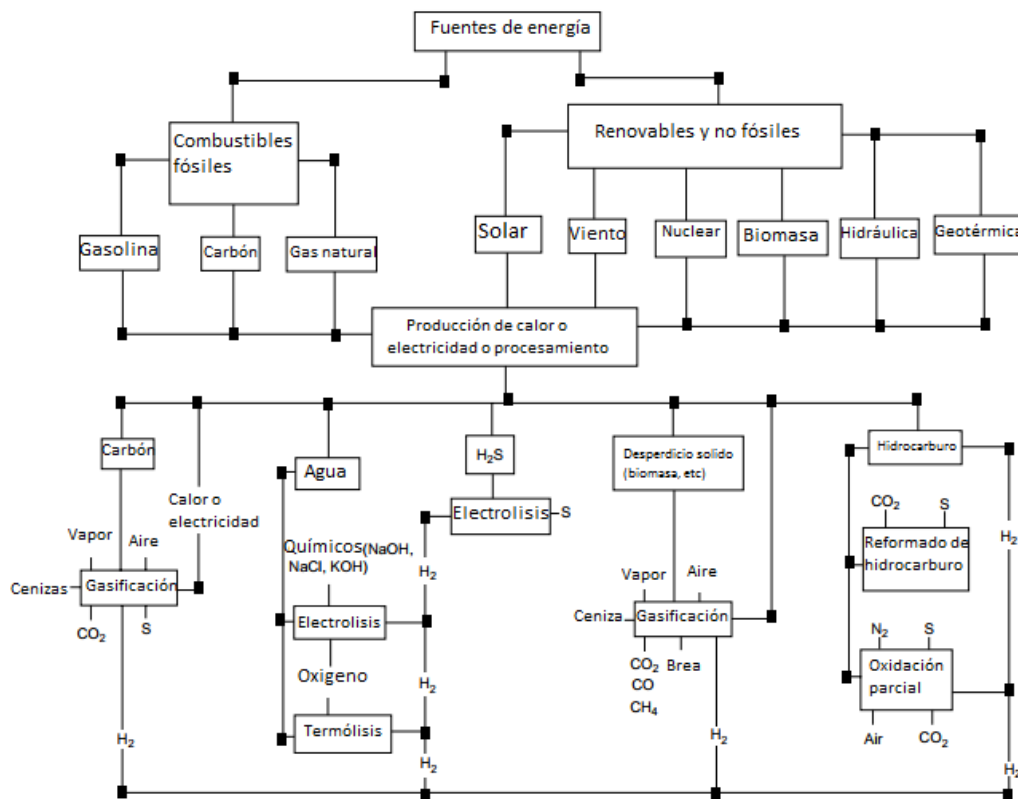 Fuentes de energía
Combustibles
fósiles
Renovables y no fósiles
Gasolina
Carbón
Gas natural
Solar
Viento
Nuclear
Biomasa
Hidráulica
Geotérmica
Producción de calor o
electricidad o procesamiento
Carbón
Calor o
electricidad
Vapor
Aire
Cenizas
Gasificación
CO₂
S
H₂
Agua
Químicos(NaOH,
NaCl, KOH)
Electrolisis
Oxigeno
Termólisis
H₂S
Electrolisis
S
H₂
H₂
H₂
Desperdicio solido
(biomasa, etc)
Vapor
Aire
Ceniza
Gasificación
CO₂
CO
CH₄
Brea
H₂
Hidrocarburo
CO₂
S
Reformado de
hidrocarburo
H₂
N₂
S
Oxidación
parcial
Air
CO₂
H₂